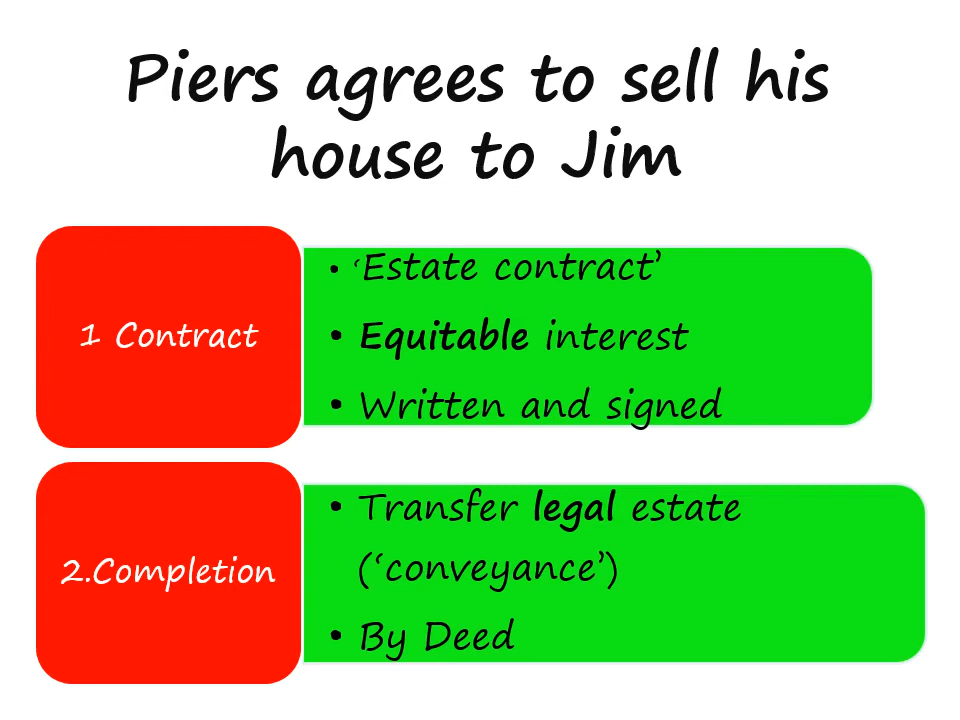 Piers agrees to sell his
house to Jim
1 Contract
• ‘Estate contract’
• Equitable interest
• Written and signed
2.Completion
• Transfer legal estate
(‘conveyance’)
• By Deed